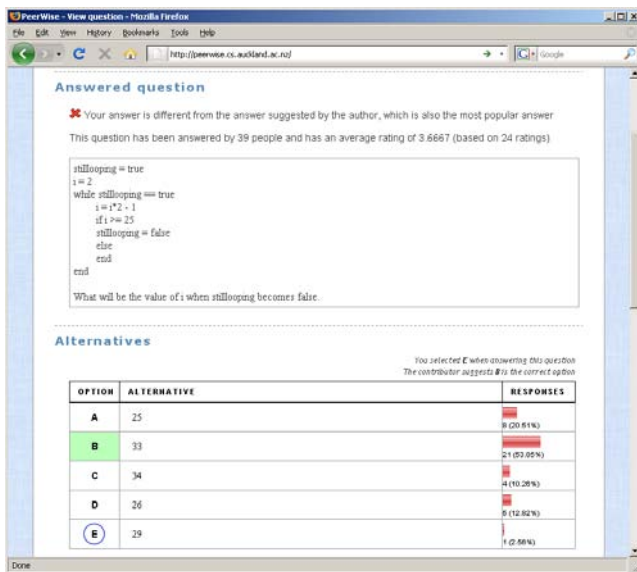 PeerWise - View question - Mozilla Firefox
File Edit View History Bookmarks Tools Help
http://peerwise.cs.auckland.ac.nz/
Google
Answered question
Your answer is different from the answer suggested by the author, which is also the most popular answer
This question has been answered by 39 people and has an average rating of 3.6667 (based on 24 ratings)
stillooping = true
i = 2
while stillooping == true
i = i*2 - 1
if i >= 25
stillooping = false
else
end
end
What will be the value of i when stillooping becomes false.
Alternatives
You selected E when answering this question
The contributor suggests B is the correct option
OPTION ALTERNATIVE RESPONSES
A 25 8 (20.51%)
B 33 21 (53.85%)
C 34 4 (10.26%)
D 26 5 (12.82%)
E 29 1 (2.56%)
Done